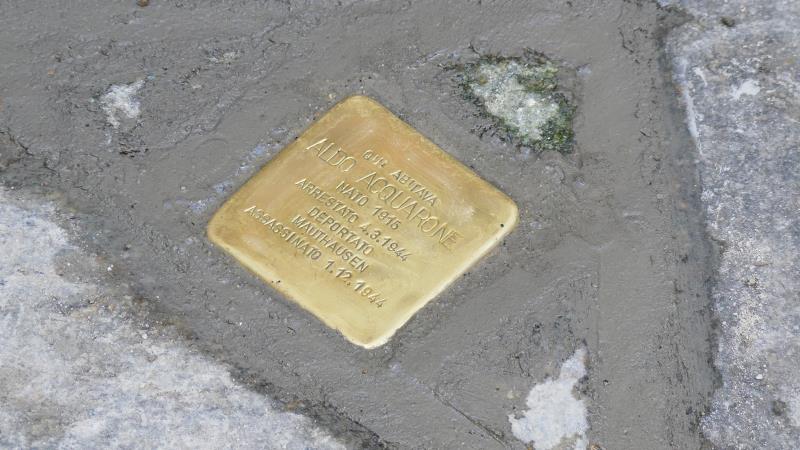 QUI ABITAVA
ALDO ACQUARONE
NATO 1916
ARRESTATO 4.3.1944
DEPORTATO
MAUTHAUSEN
ASSASSINATO 1.12.1944